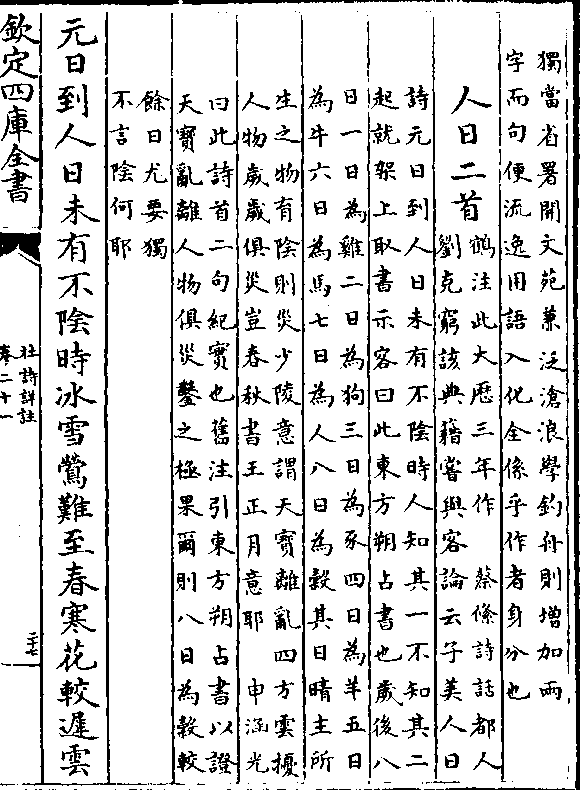 獨當省署開文苑兼泛滄浪學釣舟則增加兩
字而句便流逸用語入化全係乎作者身分也
人日二首
鶴注此大歷三年作 蔡絛詩話都人
劉克窮該典籍嘗與客論云子美人日
詩元日到人日未有不陰時人知其一不知其二
起就架上取書示客曰此東方朔占書也歲後八
日一日為雞二日為狗三日為豕四日為羊五日
為牛六日為馬七日為人八日為穀其日晴主所
生之物育陰則災少陵意謂天寶離亂四方雲擾
人物歲歲俱災豈春秋書王正月意耶 申涵光
曰此詩首二句紀實也舊注引東方朔占書以證
天寶亂離人物俱災鑿之極果爾則八日為穀較
餘日尤要獨
不言陰何耶
元日到人日未有不陰時冰雪鶯難至春寒花較遲雲
欽定四庫全書
杜詩詳註
卷二十一
二十七